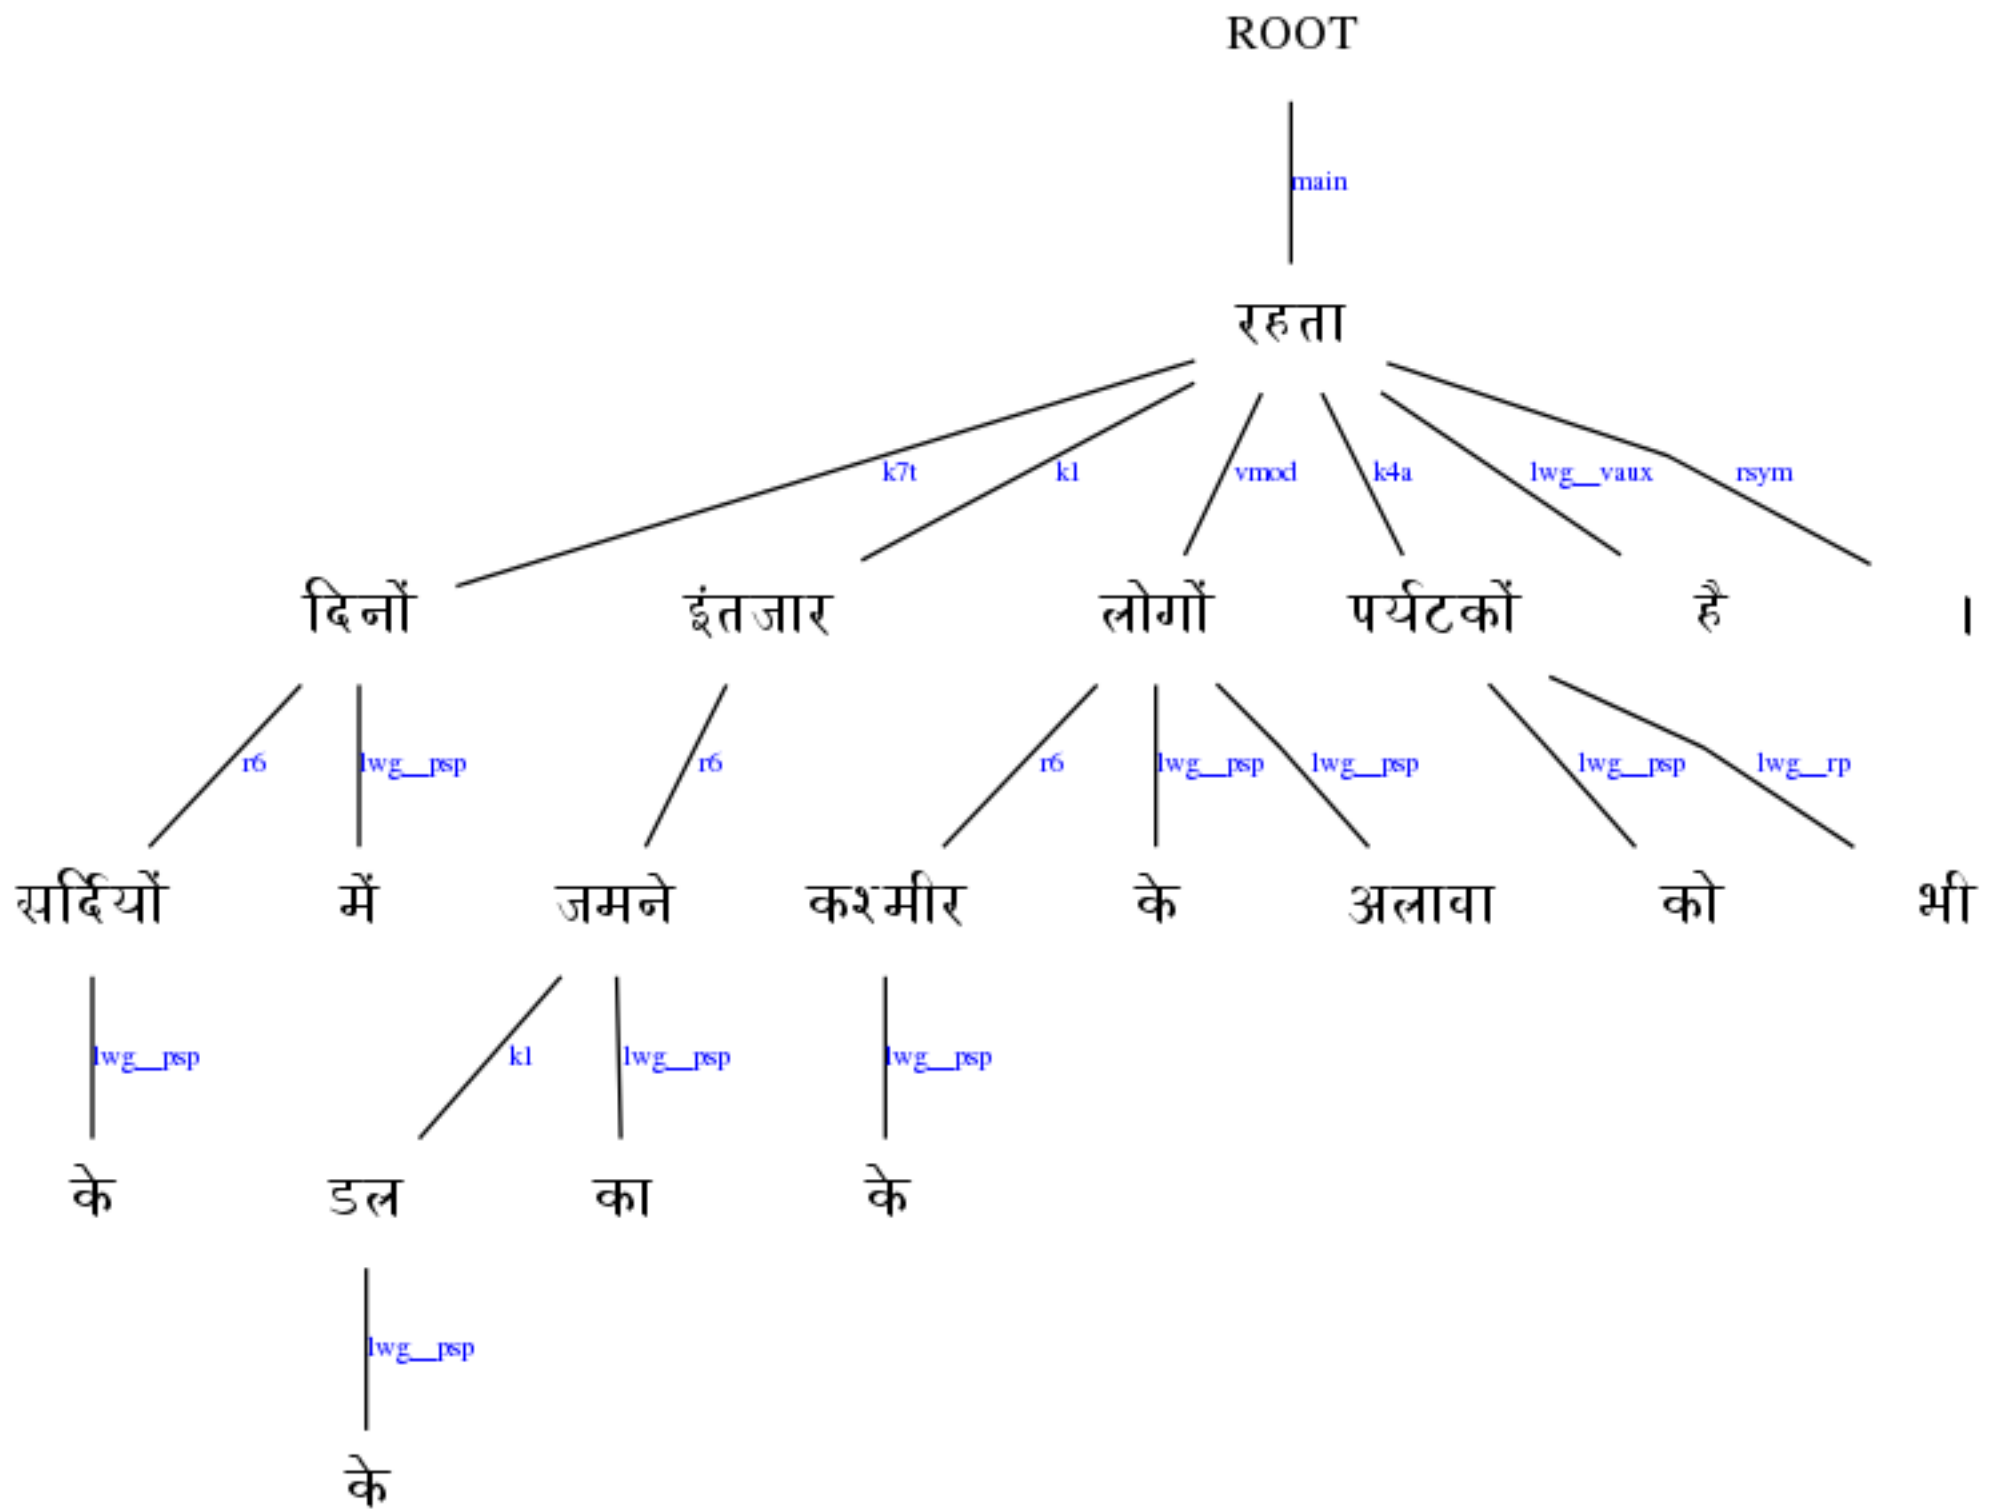 ROOT
main
रहता
k7t k1 vmod k4a lwg__vaux rsym
दिनों इंतजार लोगों पर्यटकों है ।
r6 lwg__psp r6 r6 lwg__psp lwg__psp lwg__psp lwg__rp
सर्दियों में जमने कश्मीर के अलावा को भी
lwg__psp k1 lwg__psp lwg__psp
के डल का के
lwg__psp
के